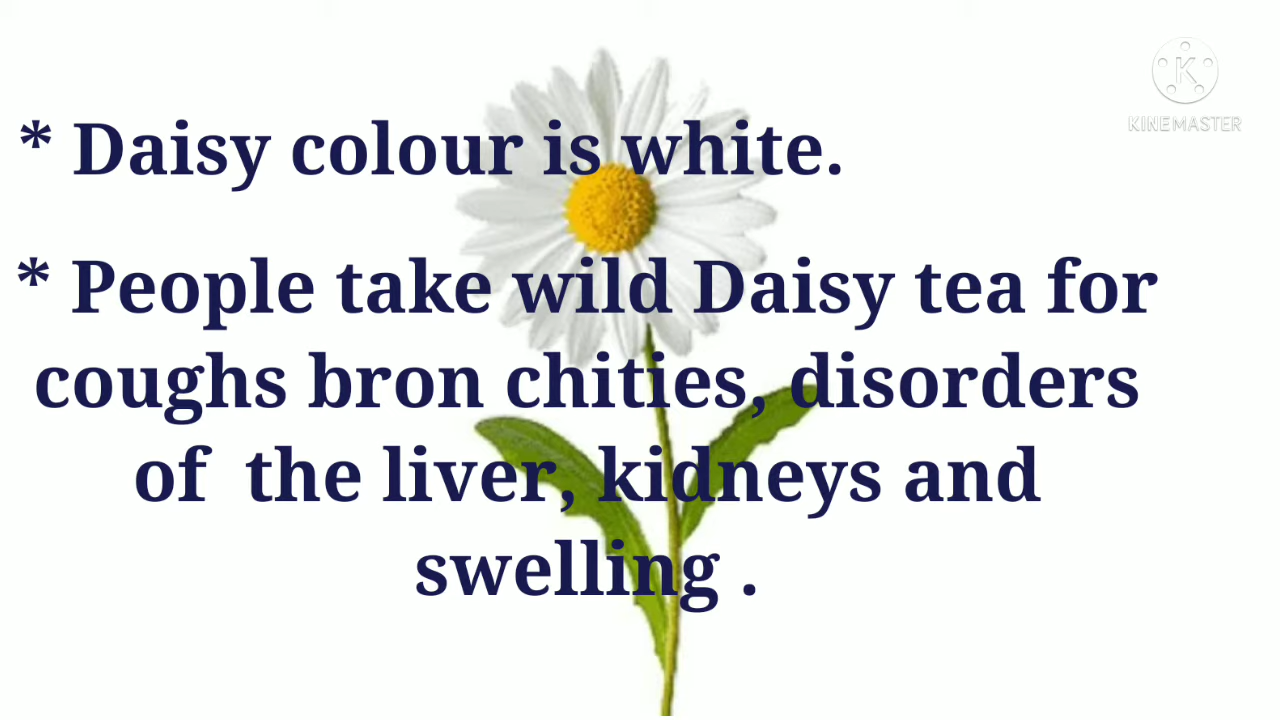 * Daisy colour is white.
* People take wild Daisy tea for
coughs bron chities, disorders
of  the liver, kidneys and
swelling .
KINEMASTER